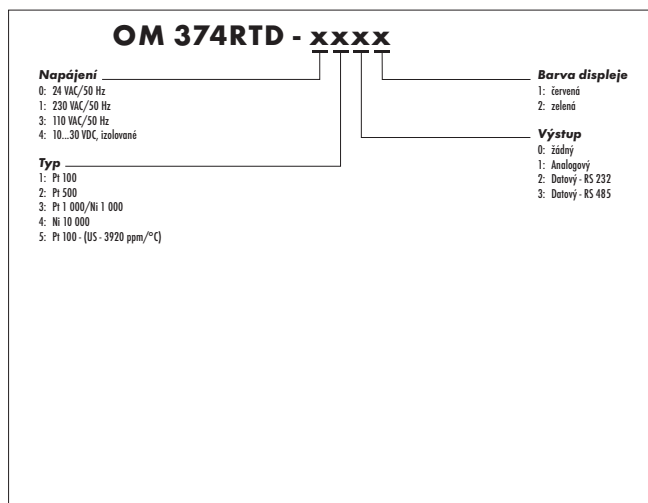 OM 374RTD - xxxx
Napájení
0: 24 VAC/50 Hz
1: 230 VAC/50 Hz
3: 110 VAC/50 Hz
4: 10...30 VDC, izolované
Typ
1: Pt 100
2: Pt 500
3: Pt 1 000/Ni 1 000
4: Ni 10 000
5: Pt 100 - (US - 3920 ppm/°C)
Barva displeje
1: červená
2: zelená
Výstup
0: žádný
1: Analogový
2: Datový - RS 232
3: Datový - RS 485